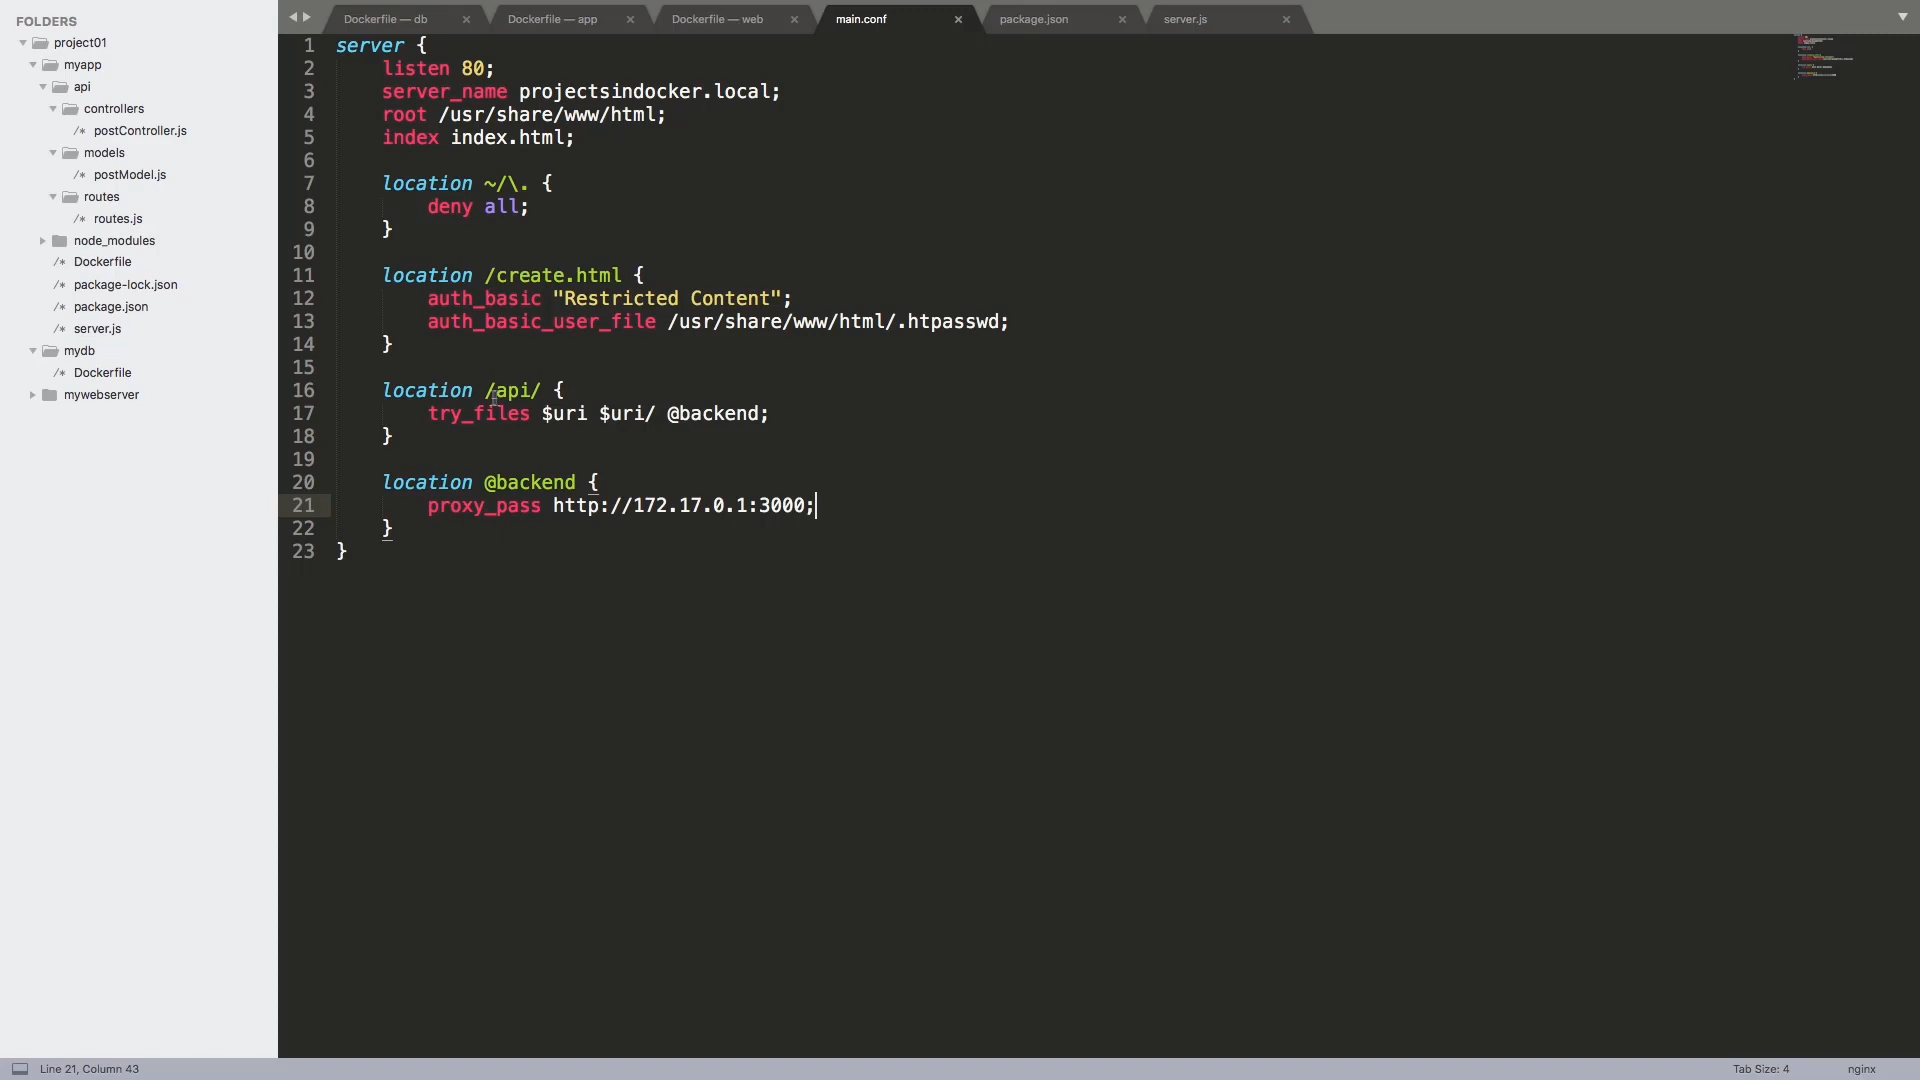 FOLDERS
project01
myapp
api
controllers
/* postController.js
models
/* postModel.js
routes
/* routes.js
node_modules
/* Dockerfile
/* package-lock.json
/* package.json
/* server.js
mydb
/* Dockerfile
mywebserver
Dockerfile — db × Dockerfile — app × Dockerfile — web × main.conf × package.json × server.js ×
1 server {
2 listen 80;
3 server_name projectsindocker.local;
4 root /usr/share/www/html;
5 index index.html;
6
7 location ~/\. {
8 deny all;
9 }
10
11 location /create.html {
12 auth_basic "Restricted Content";
13 auth_basic_user_file /usr/share/www/html/.htpasswd;
14 }
15
16 location /api/ {
17 try_files $uri $uri/ @backend;
18 }
19
20 location @backend {
21 proxy_pass http://172.17.0.1:3000;
22 }
23 }
Line 21, Column 43 Tab Size: 4 nginx